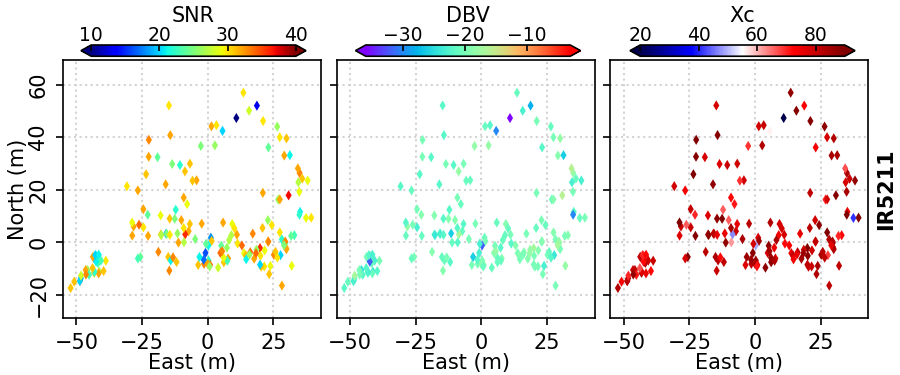 SNR DBV Xc
10 20 30 40 −30 −20 −10 20 40 60 80
60
40
20
0
−20
North (m)
IR5211
−50 −25 0 25 −50 −25 0 25 −50 −25 0 25
East (m) East (m) East (m)